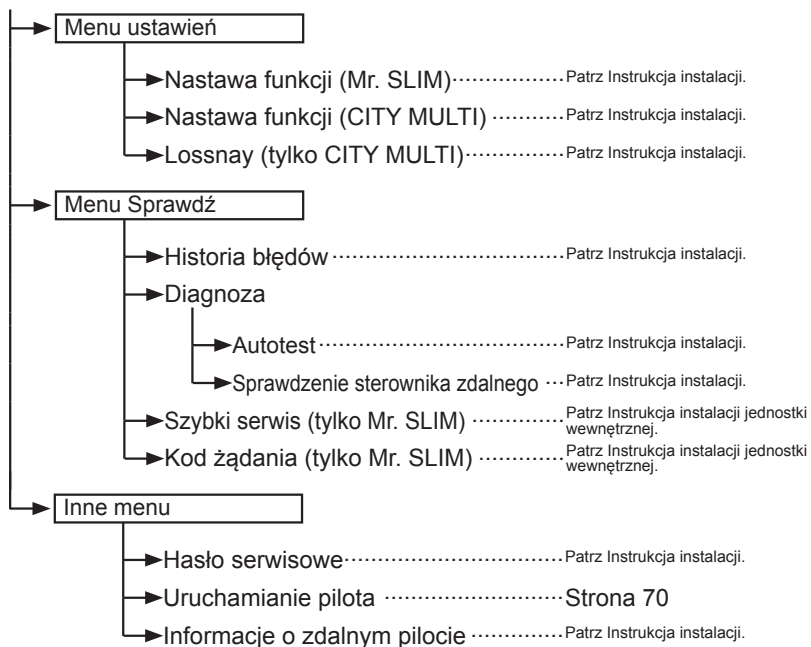 Menu ustawień
Nastawa funkcji (Mr. SLIM)················Patrz Instrukcja instalacji.
Nastawa funkcji (CITY MULTI) ··········Patrz Instrukcja instalacji.
Lossnay (tylko CITY MULTI)··············Patrz Instrukcja instalacji.
Menu Sprawdź
Historia błędów ·································Patrz Instrukcja instalacji.
Diagnoza
Autotest···································Patrz Instrukcja instalacji.
Sprawdzenie sterownika zdalnego ···Patrz Instrukcja instalacji.
Szybki serwis (tylko Mr. SLIM) ·············Patrz Instrukcja instalacji jednostki
wewnętrznej.
Kod żądania (tylko Mr. SLIM) ············Patrz Instrukcja instalacji jednostki
wewnętrznej.
Inne menu
Hasło serwisowe································Patrz Instrukcja instalacji.
Uruchamianie pilota ··························Strona 70
Informacje o zdalnym pilocie ·············Patrz Instrukcja instalacji.